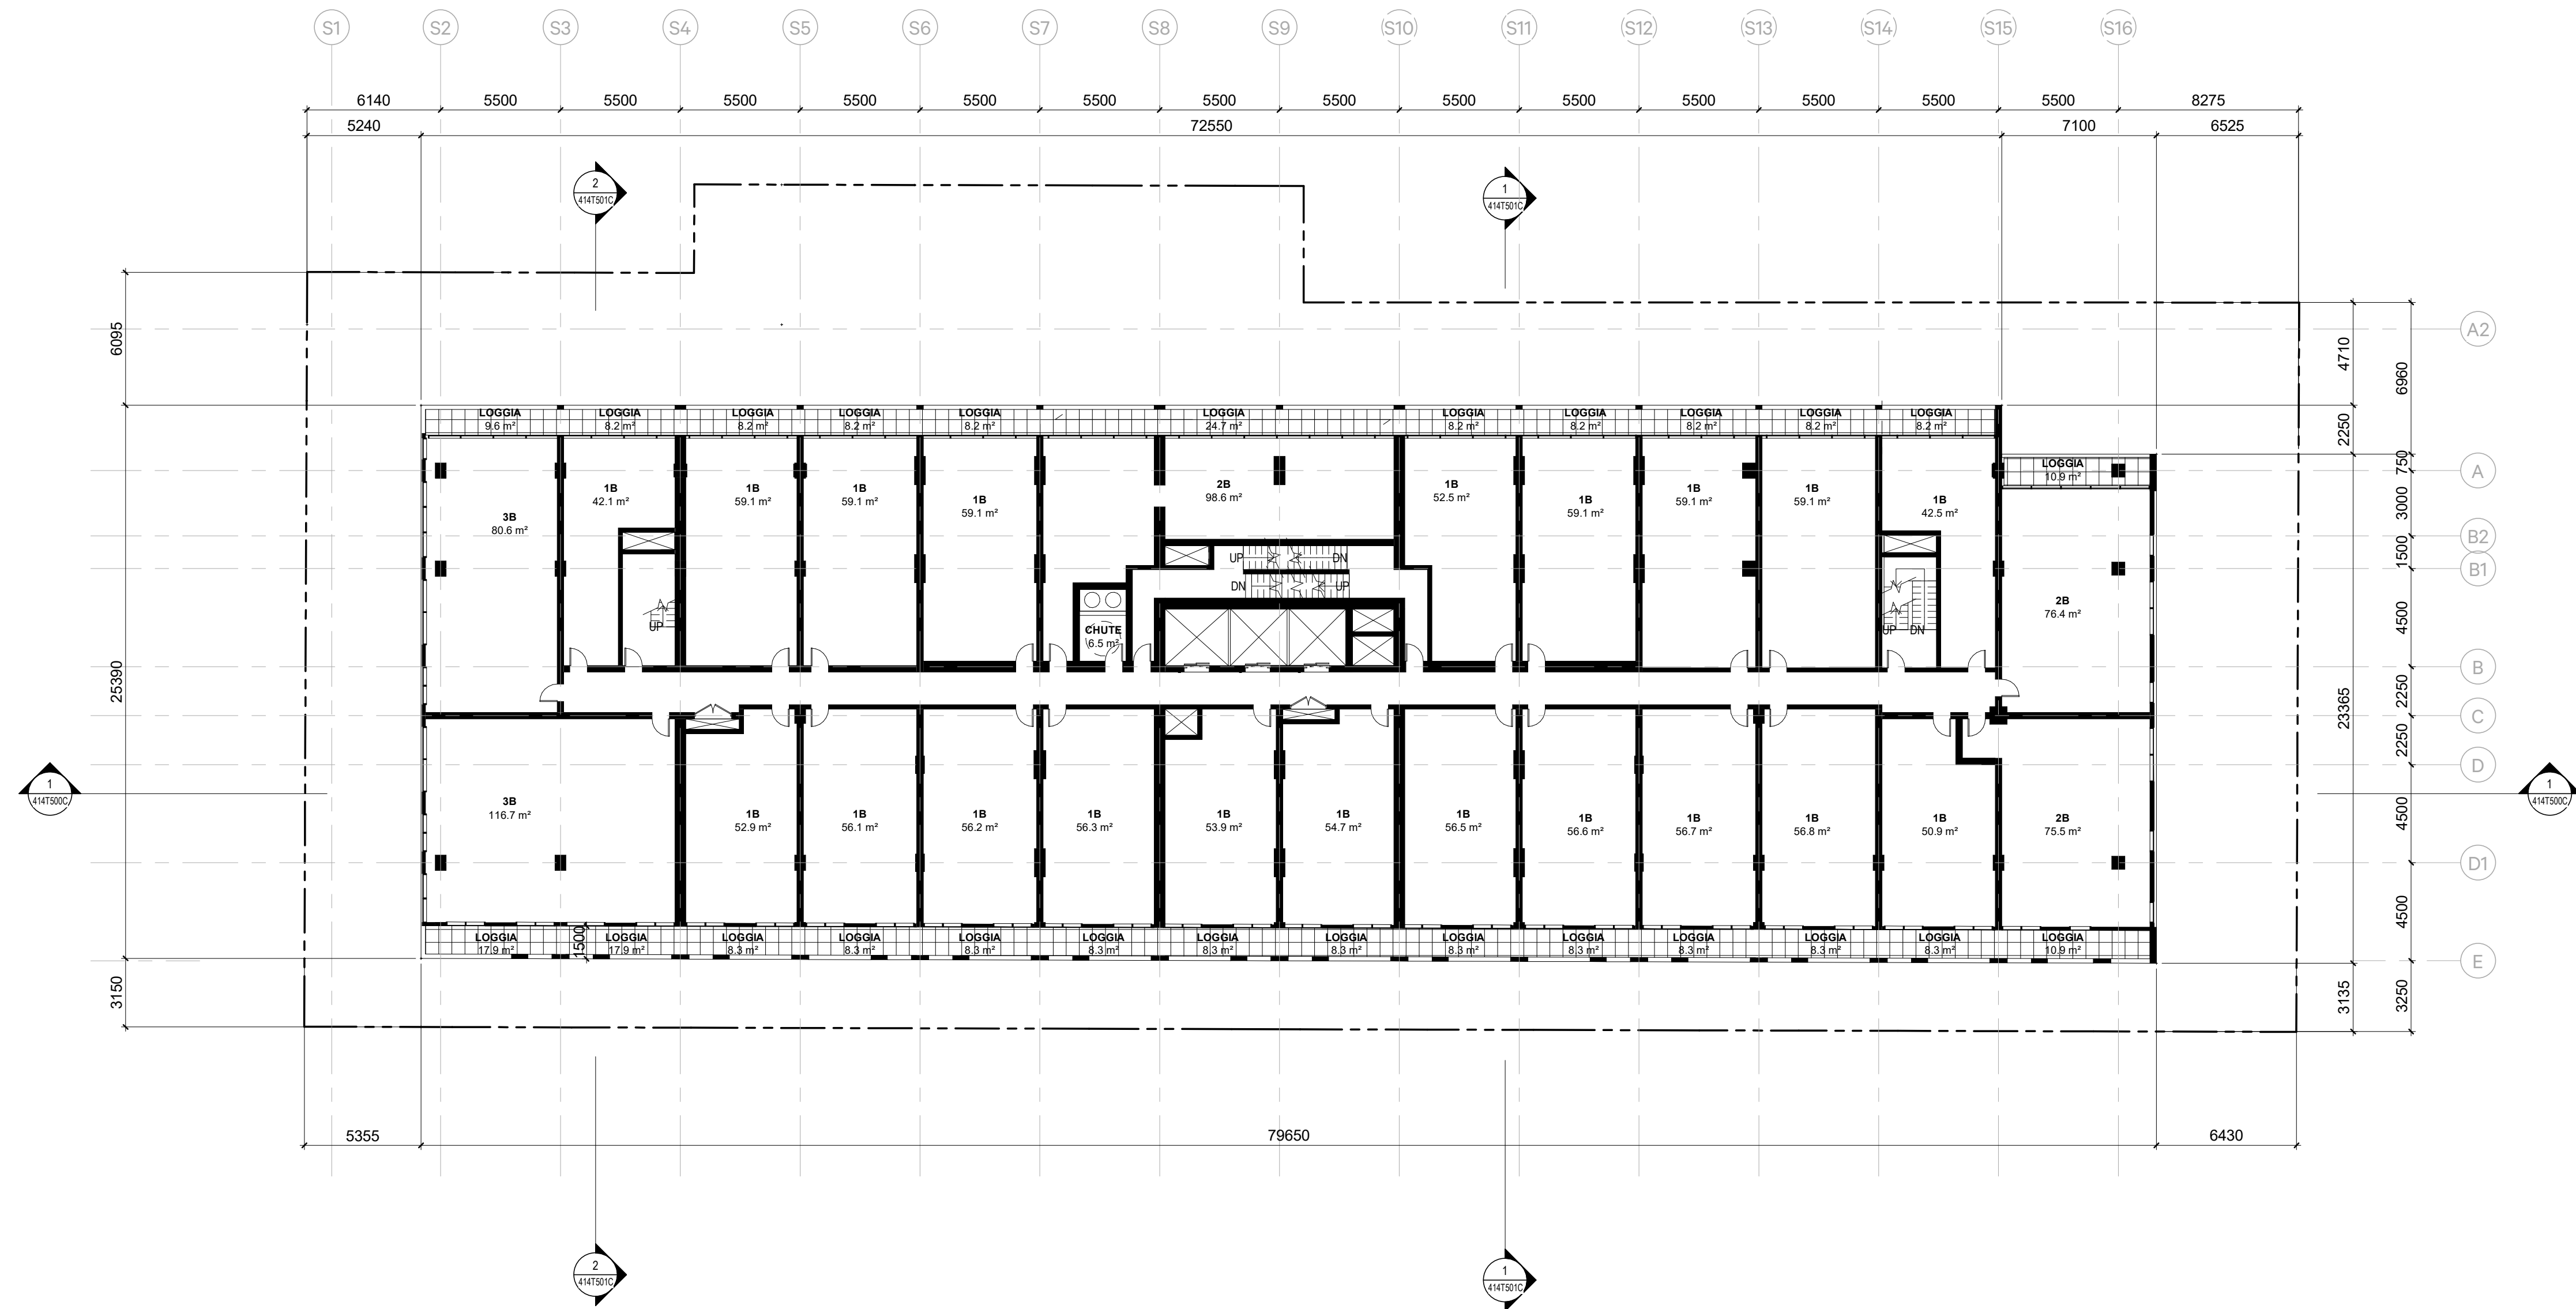 S1 S2 S3 S4 S5 S6 S7 S8 S9 S10 S11 S12 S13 S14 S15 S16
6140 5500 5500 5500 5500 5500 5500 5500 5500 5500 5500 5500 5500 5500 5500 8275
5240 72550 7100 6525
2
414T501C
1
414T501C
A2
6095
4710
6960
LOGGIA LOGGIA LOGGIA LOGGIA LOGGIA LOGGIA LOGGIA LOGGIA LOGGIA LOGGIA LOGGIA
9.6 m² 8.2 m² 8.2 m² 8.2 m² 8.2 m² 24.7 m² 8.2 m² 8.2 m² 8.2 m² 8.2 m² 8.2 m²
2250
LOGGIA
10.9 m²
750
A
3B
80.6 m²
1B
42.1 m²
1B
59.1 m²
1B
59.1 m²
1B
59.1 m²
2B
98.6 m²
1B
52.5 m²
1B
59.1 m²
1B
59.1 m²
1B
59.1 m²
1B
42.5 m²
3000
B2
UP DN
DN UP
1500
B1
2B
76.4 m²
4500
UP
CHUTE
6.5 m²
UP DN
25390
B
2250
23365
C
2250
D
1
414T500C
1
414T500C
3B
116.7 m²
1B
52.9 m²
1B
56.1 m²
1B
56.2 m²
1B
56.3 m²
1B
53.9 m²
1B
54.7 m²
1B
56.5 m²
1B
56.6 m²
1B
56.7 m²
1B
56.8 m²
1B
50.9 m²
2B
75.5 m²
4500
D1
4500
LOGGIA LOGGIA LOGGIA LOGGIA LOGGIA LOGGIA LOGGIA LOGGIA LOGGIA LOGGIA LOGGIA LOGGIA LOGGIA LOGGIA
17.9 m² 17.9 m² 8.3 m² 8.3 m² 8.3 m² 8.3 m² 8.3 m² 8.3 m² 8.3 m² 8.3 m² 8.3 m² 8.3 m² 8.3 m² 10.9 m²
1500
E
3150
3135
3250
5355 79650 6430
2
414T501C
1
414T501C